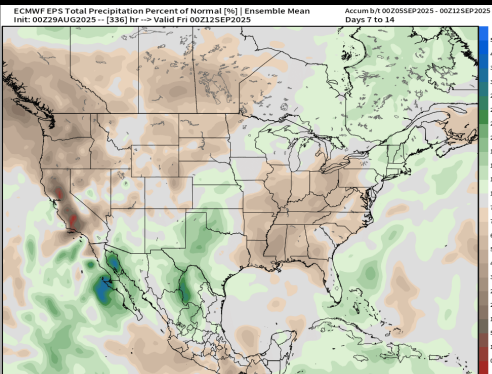 ECMWF EPS Total Precipitation Percent of Normal [%] | Ensemble Mean
Init: 00Z29AUG2025 -- [336] hr --> Valid Fri 00Z12SEP2025
Accum b/t 00Z05SEP2025 - 00Z12SEP2025
Days 7 to 14